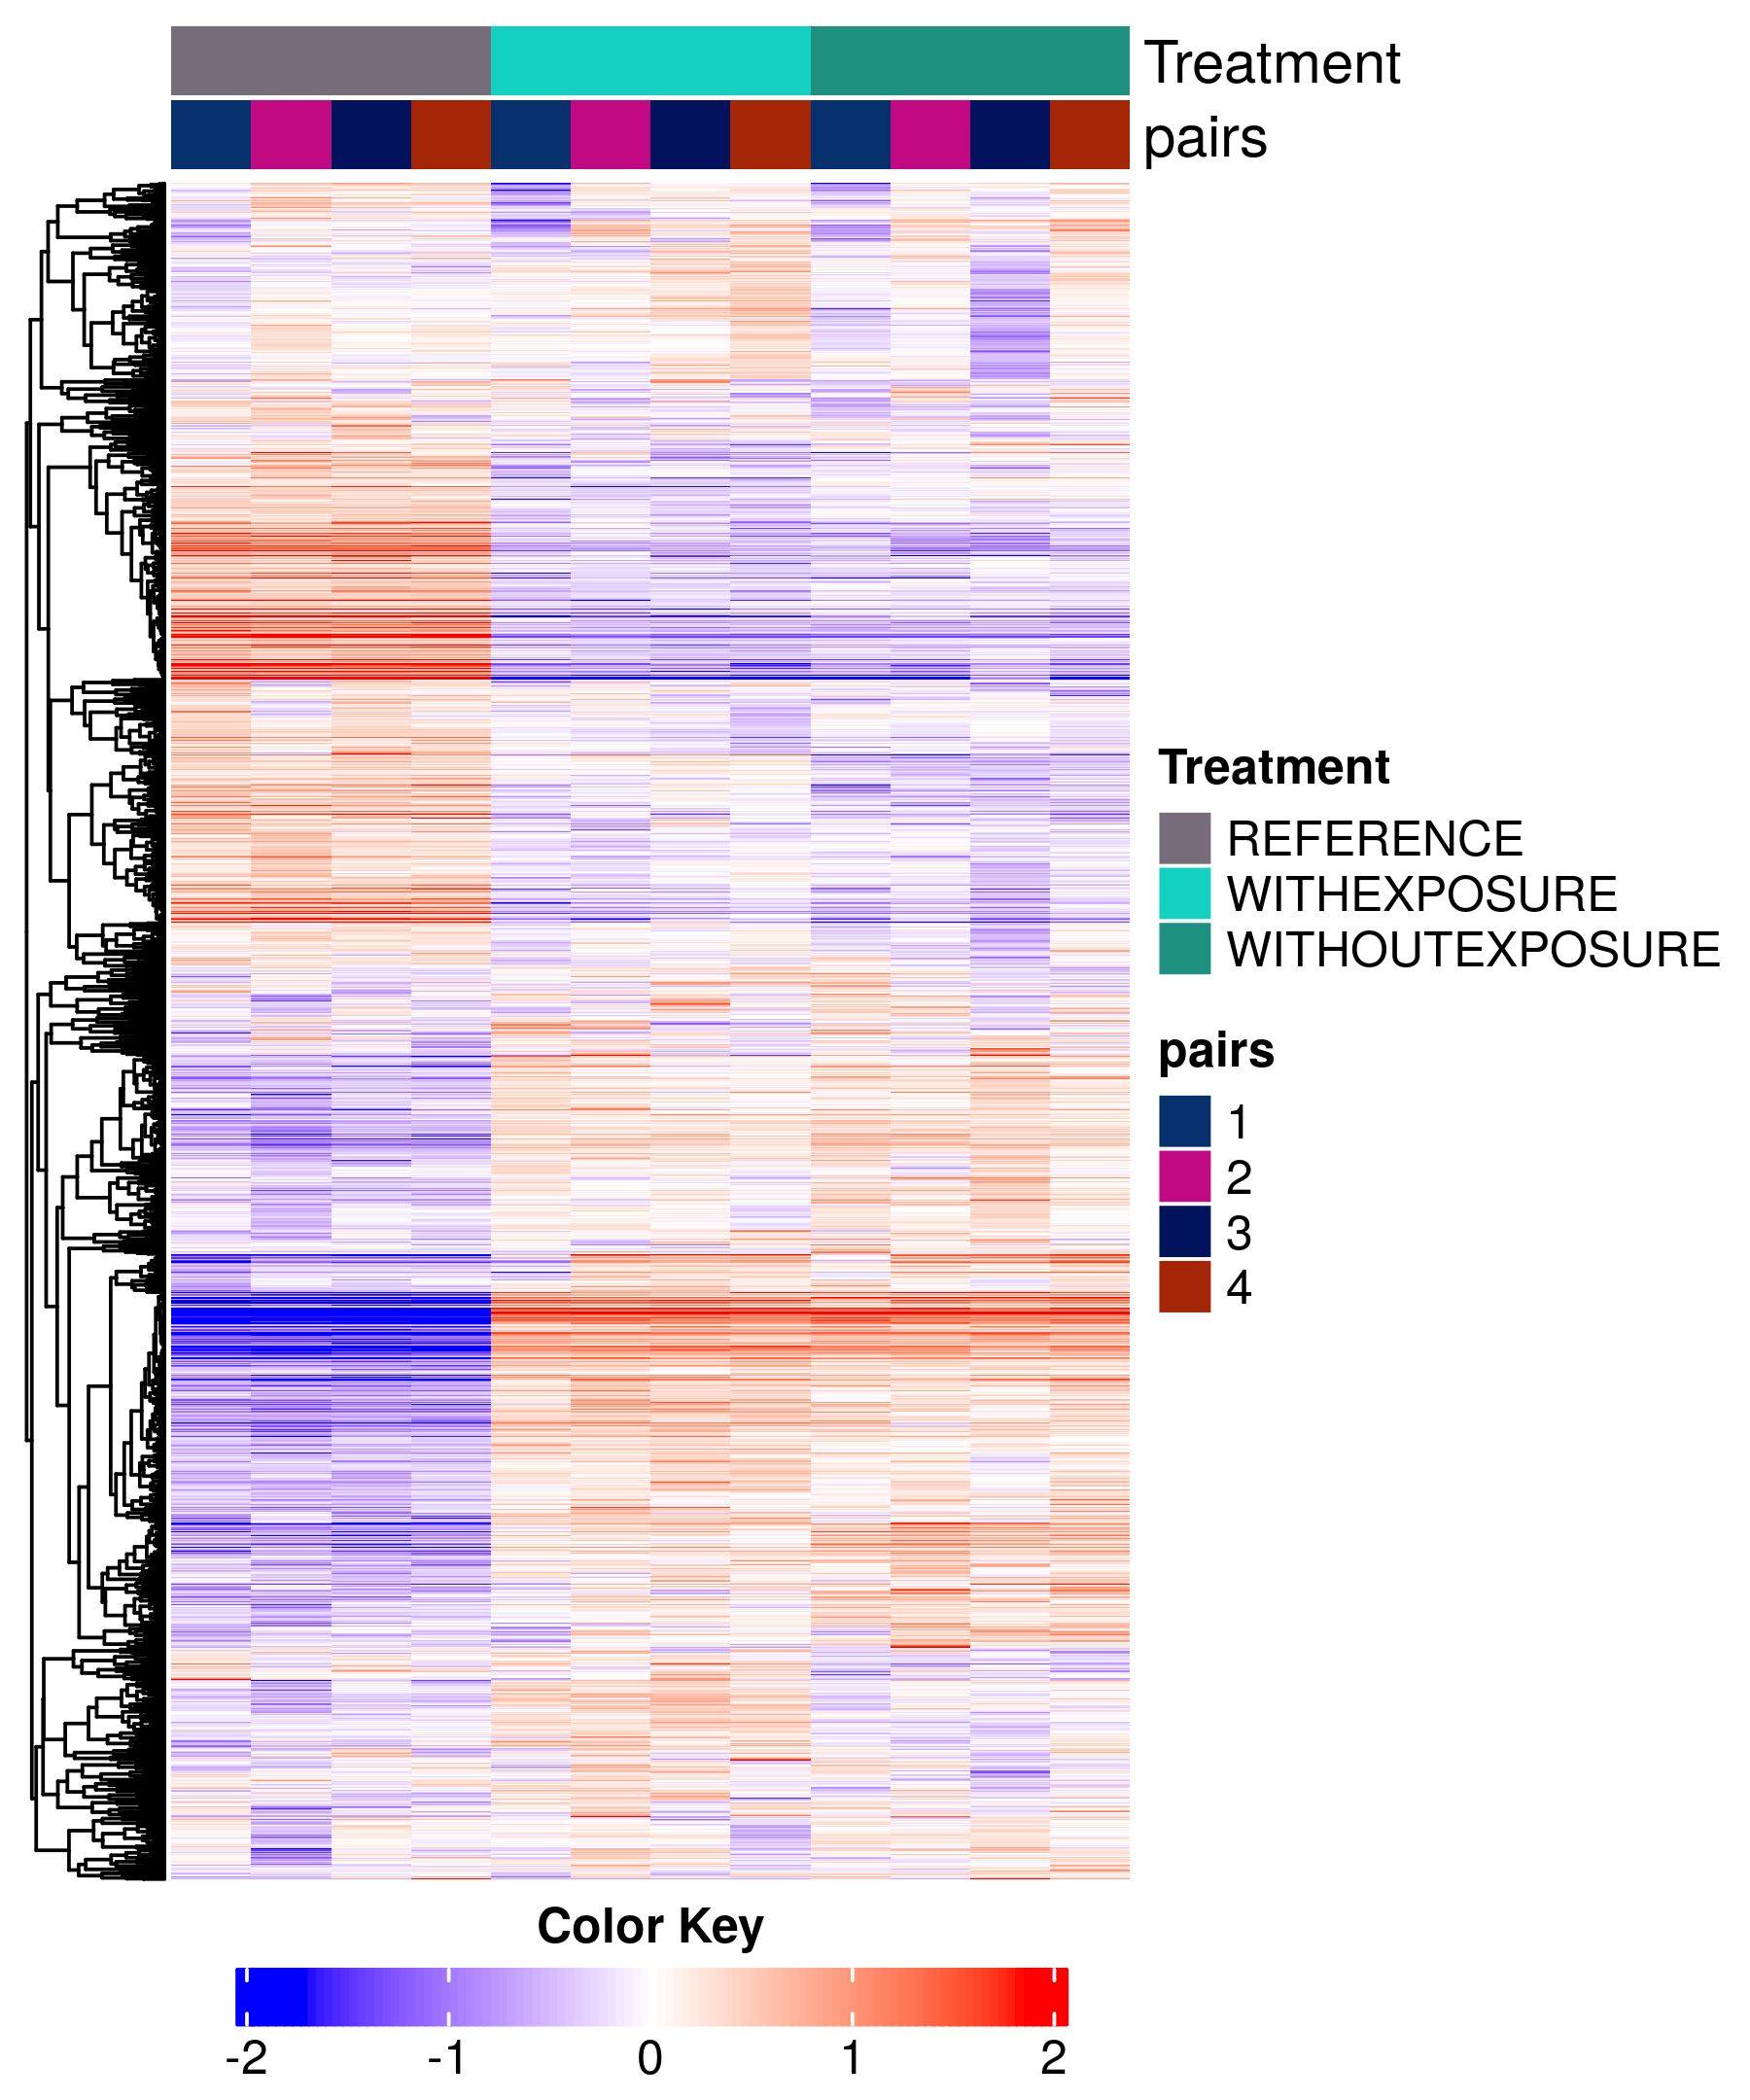 Treatment
pairs
Treatment
REFERENCE
WITHEXPOSURE
WITHOUTEXPOSURE
pairs
1
2
3
4
Color Key
-2 -1 0 1 2